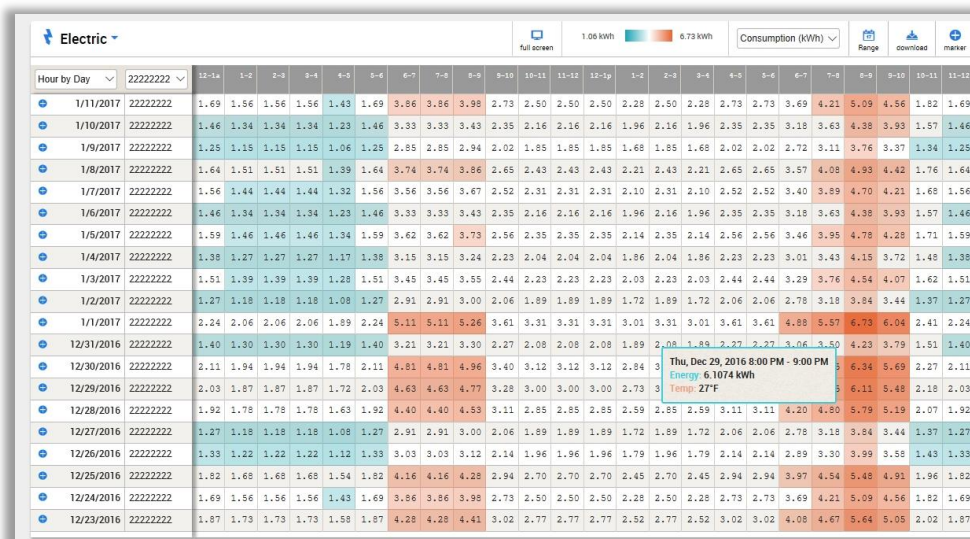 Electric
full screen
1.06 kWh 6.73 kWh
Consumption (kWh)
17
Range
download
marker
Hour by Day 22222222 12-1a 1-2 2-3 3-4 4-5 5-6 6-7 7-8 8-9 9-10 10-11 11-12 12-1p 1-2 2-3 3-4 4-5 5-6 6-7 7-8 8-9 9-10 10-11 11-12
1/11/2017 22222222 1.69 1.56 1.56 1.56 1.43 1.69 3.86 3.86 3.98 2.73 2.50 2.50 2.50 2.28 2.50 2.28 2.73 2.73 3.69 4.21 5.09 4.56 1.82 1.69
1/10/2017 22222222 1.46 1.34 1.34 1.34 1.23 1.46 3.33 3.33 3.43 2.35 2.16 2.16 2.16 1.96 2.16 1.96 2.35 2.35 3.18 3.63 4.38 3.93 1.57 1.46
1/9/2017 22222222 1.25 1.15 1.15 1.15 1.06 1.25 2.85 2.85 2.94 2.02 1.85 1.85 1.85 1.68 1.85 1.68 2.02 2.02 2.72 3.11 3.76 3.37 1.34 1.25
1/8/2017 22222222 1.64 1.51 1.51 1.51 1.39 1.64 3.74 3.74 3.86 2.65 2.43 2.43 2.43 2.21 2.43 2.21 2.65 2.65 3.57 4.08 4.93 4.42 1.76 1.64
1/7/2017 22222222 1.56 1.44 1.44 1.44 1.32 1.56 3.56 3.56 3.67 2.52 2.31 2.31 2.31 2.10 2.31 2.10 2.52 2.52 3.40 3.89 4.70 4.21 1.68 1.56
1/6/2017 22222222 1.46 1.34 1.34 1.34 1.23 1.46 3.33 3.33 3.43 2.35 2.16 2.16 2.16 1.96 2.16 1.96 2.35 2.35 3.18 3.63 4.38 3.93 1.57 1.46
1/5/2017 22222222 1.59 1.46 1.46 1.46 1.34 1.59 3.62 3.62 3.73 2.56 2.35 2.35 2.35 2.14 2.35 2.14 2.56 2.56 3.46 3.95 4.78 4.28 1.71 1.59
1/4/2017 22222222 1.38 1.27 1.27 1.27 1.17 1.38 3.15 3.15 3.24 2.23 2.04 2.04 2.04 1.86 2.04 1.86 2.23 2.23 3.01 3.43 4.15 3.72 1.48 1.38
1/3/2017 22222222 1.51 1.39 1.39 1.39 1.28 1.51 3.45 3.45 3.55 2.44 2.23 2.23 2.23 2.03 2.23 2.03 2.44 2.44 3.29 3.76 4.54 4.07 1.62 1.51
1/2/2017 22222222 1.27 1.18 1.18 1.18 1.08 1.27 2.91 2.91 3.00 2.06 1.89 1.89 1.89 1.72 1.89 1.72 2.06 2.06 2.78 3.18 3.84 3.44 1.37 1.27
1/1/2017 22222222 2.24 2.06 2.06 2.06 1.89 2.24 5.11 5.11 5.26 3.61 3.31 3.31 3.31 3.01 3.31 3.01 3.61 3.61 4.88 5.57 6.73 6.04 2.41 2.24
12/31/2016 22222222 1.40 1.30 1.30 1.30 1.19 1.40 3.21 3.21 3.30 2.27 2.08 2.08 2.08 1.89 2.08 1.89 2.27 2.27 3.06 3.50 4.23 3.79 1.51 1.40
12/30/2016 22222222 2.11 1.94 1.94 1.94 1.78 2.11 4.81 4.81 4.96 3.40 3.12 3.12 3.12 2.84 3 6.34 5.69 2.27 2.11
12/29/2016 22222222 2.03 1.87 1.87 1.87 1.72 2.03 4.63 4.63 4.77 3.28 3.00 3.00 3.00 2.73 3 6.11 5.48 2.18 2.03
Thu, Dec 29, 2016 8:00 PM - 9:00 PM
Energy: 6.1074 kWh
Temp: 27°F
12/28/2016 22222222 1.92 1.78 1.78 1.78 1.63 1.92 4.40 4.40 4.53 3.11 2.85 2.85 2.85 2.59 2.85 2.59 3.11 3.11 4.20 4.80 5.79 5.19 2.07 1.92
12/27/2016 22222222 1.27 1.18 1.18 1.18 1.08 1.27 2.91 2.91 3.00 2.06 1.89 1.89 1.89 1.72 1.89 1.72 2.06 2.06 2.78 3.18 3.84 3.44 1.37 1.27
12/26/2016 22222222 1.33 1.22 1.22 1.22 1.12 1.33 3.03 3.03 3.12 2.14 1.96 1.96 1.96 1.79 1.96 1.79 2.14 2.14 2.89 3.30 3.99 3.58 1.43 1.33
12/25/2016 22222222 1.82 1.68 1.68 1.68 1.54 1.82 4.16 4.16 4.28 2.94 2.70 2.70 2.70 2.45 2.70 2.45 2.94 2.94 3.97 4.54 5.48 4.91 1.96 1.82
12/24/2016 22222222 1.69 1.56 1.56 1.56 1.43 1.69 3.86 3.86 3.98 2.73 2.50 2.50 2.50 2.28 2.50 2.28 2.73 2.73 3.69 4.21 5.09 4.56 1.82 1.69
12/23/2016 22222222 1.87 1.73 1.73 1.73 1.58 1.87 4.28 4.28 4.41 3.02 2.77 2.77 2.77 2.52 2.77 2.52 3.02 3.02 4.08 4.67 5.64 5.05 2.02 1.87